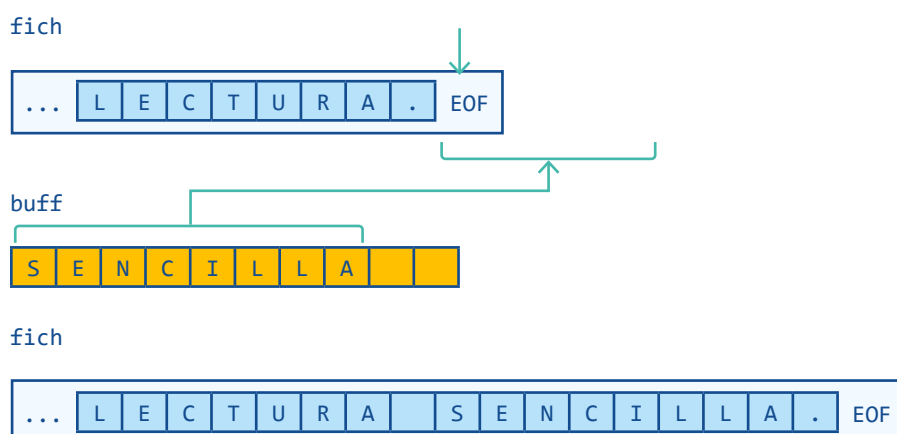 fich
... L E C T U R A . EOF
buff
S E N C I L L A
fich
... L E C T U R A S E N C I L L A . EOF